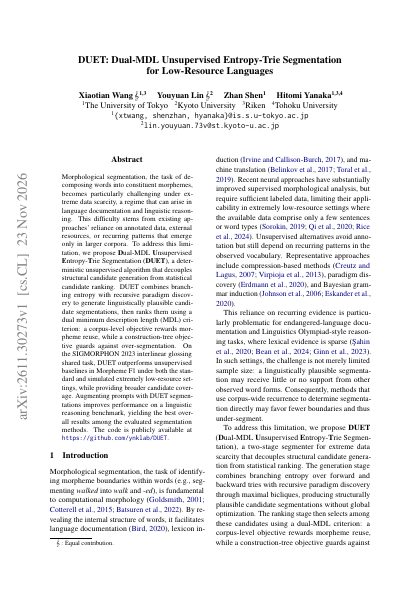 DUET: Dual-MDL Unsupervised Entropy-Trie Segmentation
for Low-Resource Languages
Xiaotian Wang 𝄞1,3 Youyuan Lin 𝄞2 Zhan Shen1 Hitomi Yanaka1,3,4
1The University of Tokyo 2Kyoto University 3Riken 4Tohoku University
1{xtwang, shenzhan, hyanaka}@is.s.u-tokyo.ac.jp
2lin.youyuan.73v@st.kyoto-u.ac.jp
arXiv:2611.30273v1 [cs.CL] 23 Nov 2026
Abstract
Morphological segmentation, the task of de-
composing words into constituent morphemes,
becomes particularly challenging under ex-
treme data scarcity, a regime that arises in
language documentation and linguistic reason-
ing. This difficulty stems from existing ap-
proaches' reliance on annotated data, external
resources, or recurring patterns that emerge
only in larger corpora. To address this limita-
tion, we propose Dual-MDL Unsupervised
Entropy-Trie Segmentation (DUET), a deter-
ministic unsupervised algorithm that decouples
structural candidate generation from statistical
candidate ranking. DUET combines branch-
ing entropy with recursive paradigm discov-
ery to generate linguistically plausible candi-
date segmentations, then ranks them using a
dual minimum description length (MDL) crite-
rion: a corpus-level objective rewards morpheme
reuse, while a construction-tree objec-
tive guards against over-segmentation. On
the SIGMORPHON 2023 interlinear glossing
shared task, DUET outperforms unsupervised
baselines in Morpheme F1 under both the stan-
dard and simulated extremely low-resource set-
tings, while providing broader candidate cover-
age. Augmenting prompts with DUET segmen-
tations improves performance on a linguistic
reasoning benchmark, yielding the best over-
all results among the evaluated segmentation
methods. The code is publicly available at
https://github.com/ynklab/DUET.
1 Introduction
Morphological segmentation, the task of identify-
ing morpheme boundaries within words (e.g., seg-
menting walked into walk and -ed), is fundamental
to computational morphology (Goldsmith, 2001;
Cotterell et al., 2015; Batsuren et al., 2022). By re-
vealing the internal structure of words, it facilitates
language documentation (Bird, 2020), lexicon in-
𝄞 : Equal contribution.
duction (Irvine and Callison-Burch, 2017), and ma-
chine translation (Belinkov et al., 2017; Toral et al.,
2019). Recent neural approaches have substantially
improved supervised morphological analysis, but
require sufficient labeled data, limiting their appli-
cability in extremely low-resource settings where
the available data comprise only a few sentences
or word types (Sorokin, 2019; Qi et al., 2020; Rice
et al., 2024). Unsupervised alternatives avoid anno-
tation but still depend on recurring patterns in the
observed vocabulary. Representative approaches
include compression-based methods (Creutz and
Lagus, 2007; Virpioja et al., 2013), paradigm dis-
covery (Erdmann et al., 2020), and Bayesian gram-
mar induction (Johnson et al., 2006; Eskander et al.,
2020).
This reliance on recurring evidence is partic-
ularly problematic for endangered-language docu-
mentation and Linguistics Olympiad-style reason-
ing tasks, where lexical evidence is sparse (Şahin
et al., 2020; Bean et al., 2024; Ginn et al., 2023).
In such settings, the challenge is not merely limited
sample size: a linguistically plausible segmenta-
tion may receive little or no support from other
observed word forms. Consequently, methods that
use corpus-wide recurrence to determine segmenta-
tion directly may favor fewer boundaries and thus
under-segment.
To address this limitation, we propose DUET
(Dual-MDL Unsupervised Entropy-Trie Segmen-
tation), a two-stage segmenter for extreme data
scarcity that decouples structural candidate genera-
tion from statistical ranking. The generation stage
combines branching entropy over forward and
backward tries with recursive paradigm discovery
through maximal bicliques, producing structurally
plausible candidate segmentations without global
optimization. The ranking stage then selects among
these candidates using a dual-MDL criterion: a
corpus-level objective rewards morpheme reuse,
while a construction-tree objective guards against